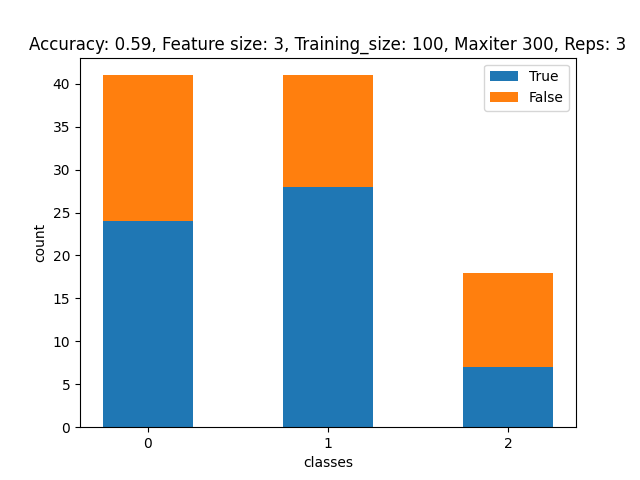 Accuracy: 0.59, Feature size: 3, Training_size: 100, Maxiter 300, Reps: 3
True
False
40
35
30
25
20
15
10
5
0
count
0 1 2
classes